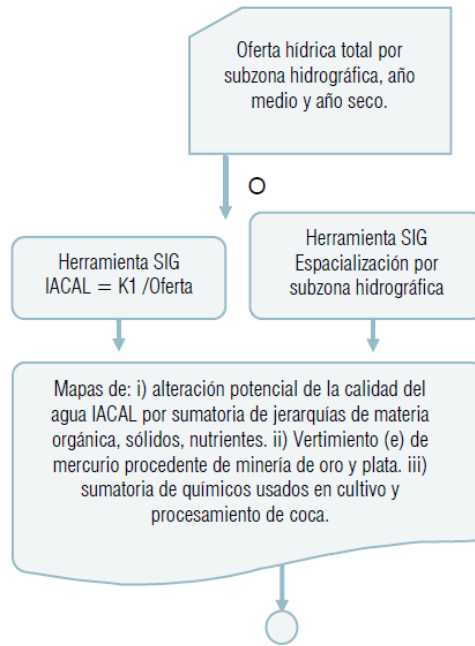 Oferta hídrica total por
subzona hidrográfica, año
medio y año seco.
O
Herramienta SIG
IACAL = K1 /Oferta
Herramienta SIG
Espacialización por
subzona hidrográfica
Mapas de: i) alteración potencial de la calidad del
agua IACAL por sumatoria de jerarquías de materia
orgánica, sólidos, nutrientes. ii) Vertimiento (e) de
mercurio procedente de minería de oro y plata. iii)
sumatoria de químicos usados en cultivo y
procesamiento de coca.